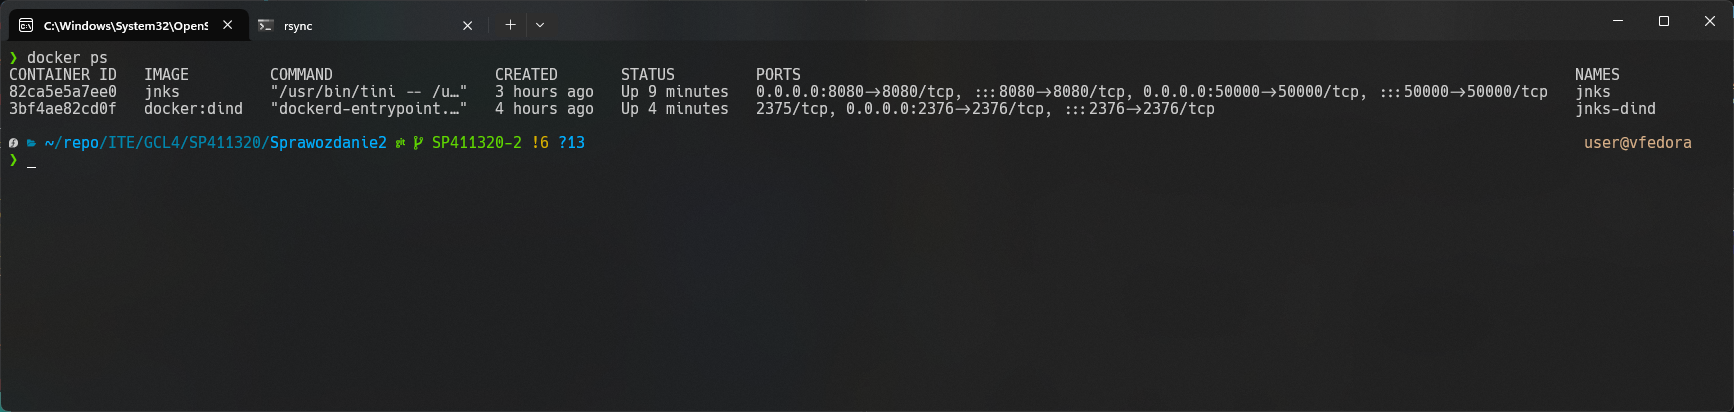 C:\Windows\System32\OpenS
rsync
❯ docker ps
CONTAINER ID   IMAGE         COMMAND                  CREATED       STATUS         PORTS                                                                                      NAMES
82ca5e5a7ee0   jnks          "/usr/bin/tini -- /u…"   3 hours ago   Up 9 minutes   0.0.0.0:8080->8080/tcp, :::8080->8080/tcp, 0.0.0.0:50000->50000/tcp, :::50000->50000/tcp   jnks
3bf4ae82cd0f   docker:dind   "dockerd-entrypoint.…"   4 hours ago   Up 4 minutes   2375/tcp, 0.0.0.0:2376->2376/tcp, :::2376->2376/tcp                                        jnks-dind
~/repo/ITE/GCL4/SP411320/Sprawozdanie2 git SP411320-2 !6 ?13 user@vfedora
❯ _